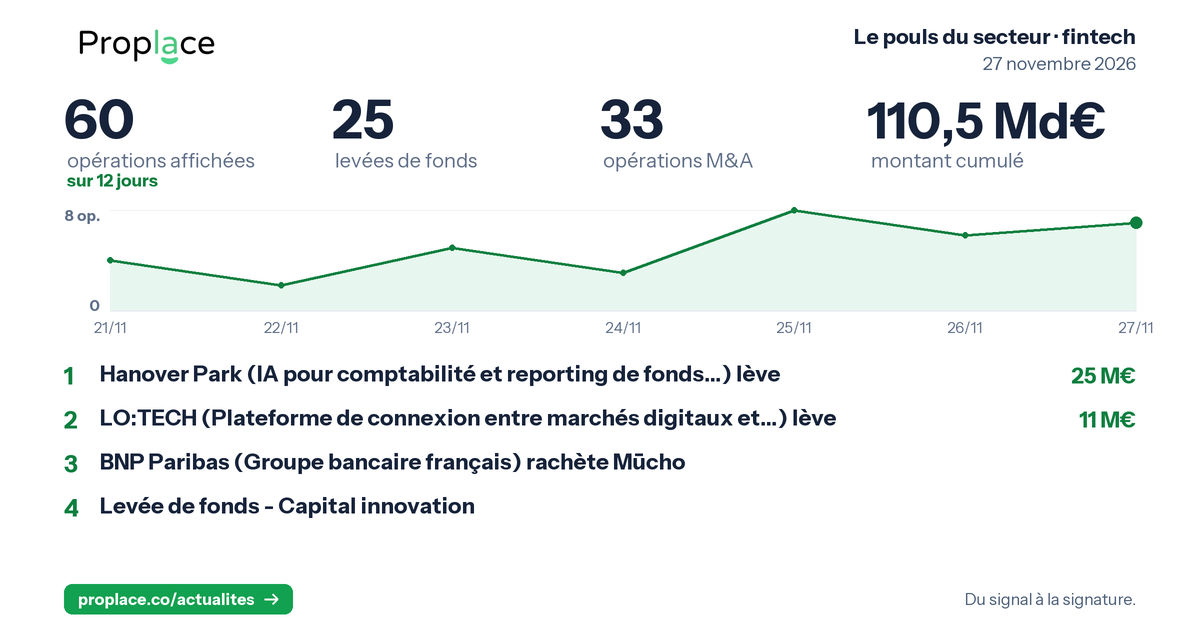 Proplace
Le pouls du secteur · fintech
27 novembre 2026
60
opérations affichées
sur 12 jours
25
levées de fonds
33
opérations M&A
110,5 Md€
montant cumulé
8 op.
0
21/11 22/11 23/11 24/11 25/11 26/11 27/11
1 Hanover Park (IA pour comptabilité et reporting de fonds...) lève 25 M€
2 LO:TECH (Plateforme de connexion entre marchés digitaux et...) lève 11 M€
3 BNP Paribas (Groupe bancaire français) rachète Mūcho
4 Levée de fonds - Capital innovation
proplace.co/actualites →
Du signal à la signature.